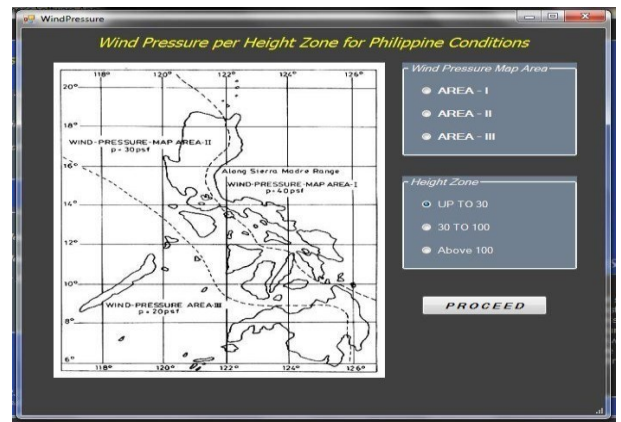 WindPressure
Wind Pressure per Height Zone for Philippine Conditions
118° 120° 122° 124° 126°
20°
18°
WIND-PRESSURE-MAP AREA-II
p = 30psf
16°
Along Sierra Madre Range
WIND-PRESSURE-MAP AREA-I
p = 40psf
14°
12°
10°
WIND-PRESSURE AREA-III
p = 20psf
8°
6°
118° 120° 122° 124° 126°
Wind Pressure Map Area
AREA - I
AREA - II
AREA - III
Height Zone
UP TO 30
30 TO 100
Above 100
PROCEED